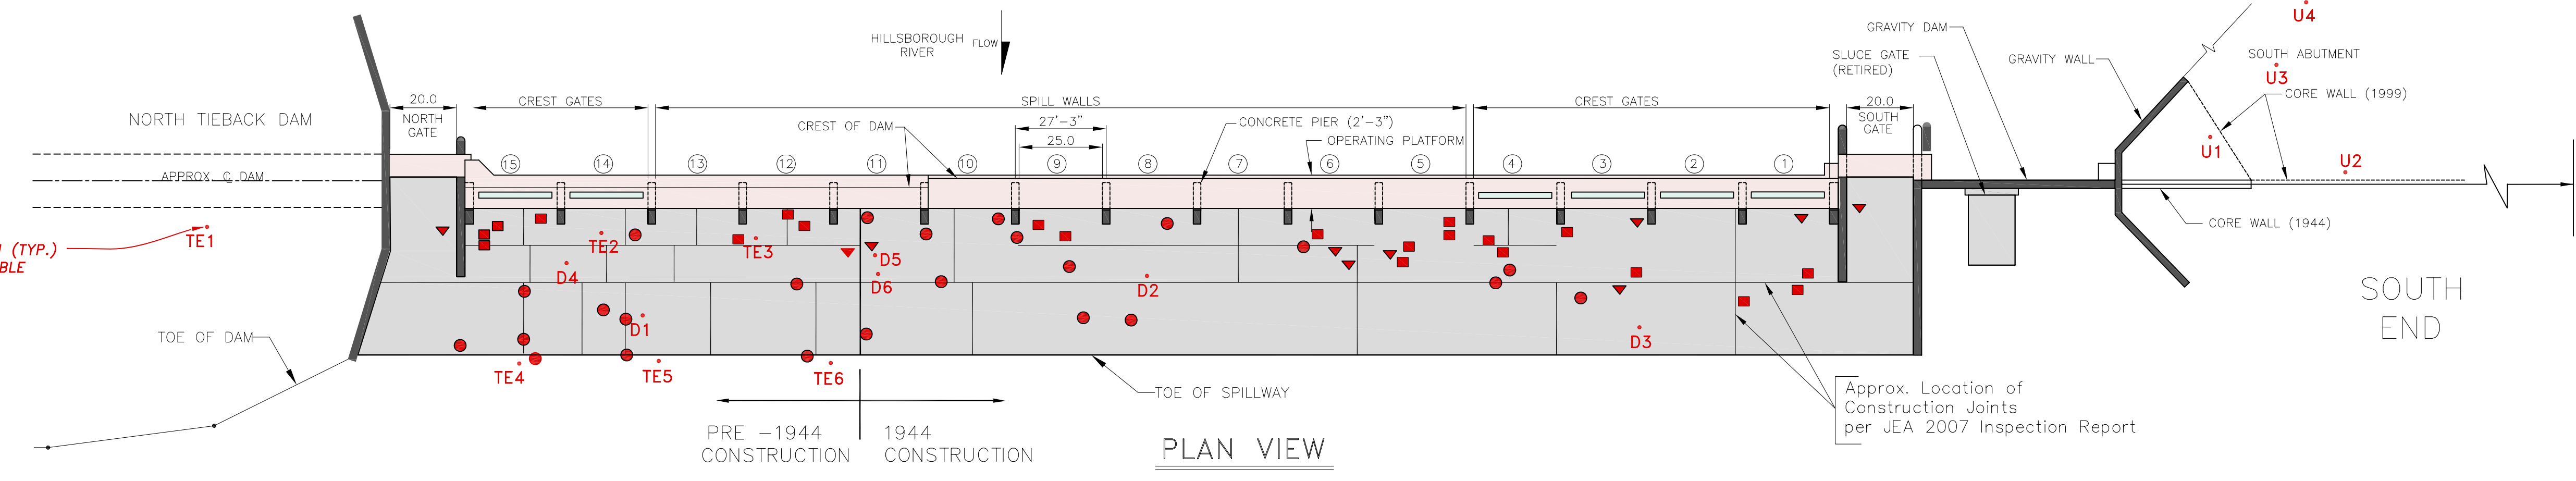 HILLSBOROUGH
RIVER
FLOW
U4
GRAVITY DAM
SLUCE GATE
(RETIRED)
GRAVITY WALL
SOUTH ABUTMENT
U3
CORE WALL (1999)
20.0
NORTH
GATE
CREST GATES
SPILL WALLS
CREST GATES
20.0
SOUTH
GATE
NORTH TIEBACK DAM
CREST OF DAM
27'-3"
25.0
CONCRETE PIER (2'-3")
OPERATING PLATFORM
U1
U2
15 14 13 12 11 10 9 8 7 6 5 4 3 2 1
APPROX. ℄ DAM
(TYP.)
BLE
TE1
TE2
TE3
D5
D4
D6
D2
D1
D3
CORE WALL (1944)
SOUTH
END
TOE OF DAM
TE4
TE5
TE6
TOE OF SPILLWAY
Approx. Location of
Construction Joints
per JEA 2007 Inspection Report
PRE -1944
CONSTRUCTION
1944
CONSTRUCTION
PLAN VIEW